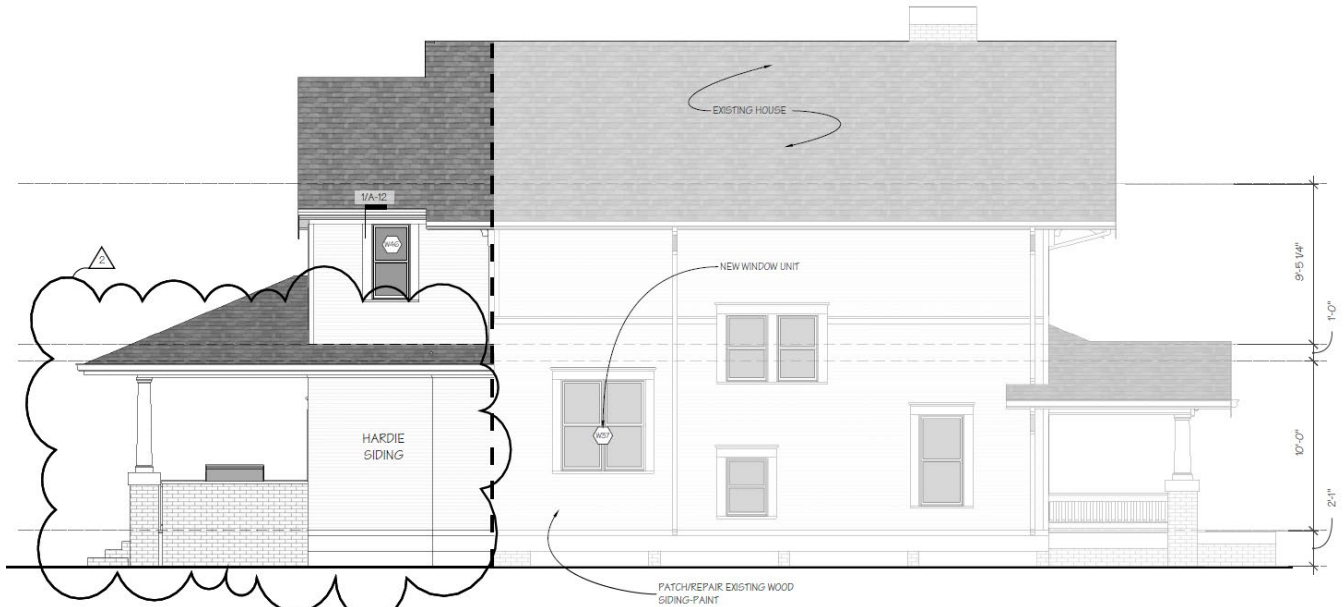 EXISTING HOUSE
1/A-12
W46
2
NEW WINDOW UNIT
9'-5 1/4"
1'-0"
HARDIE
SIDING
W37
10'-0"
2'-1"
PATCH/REPAIR EXISTING WOOD
SIDING-PAINT